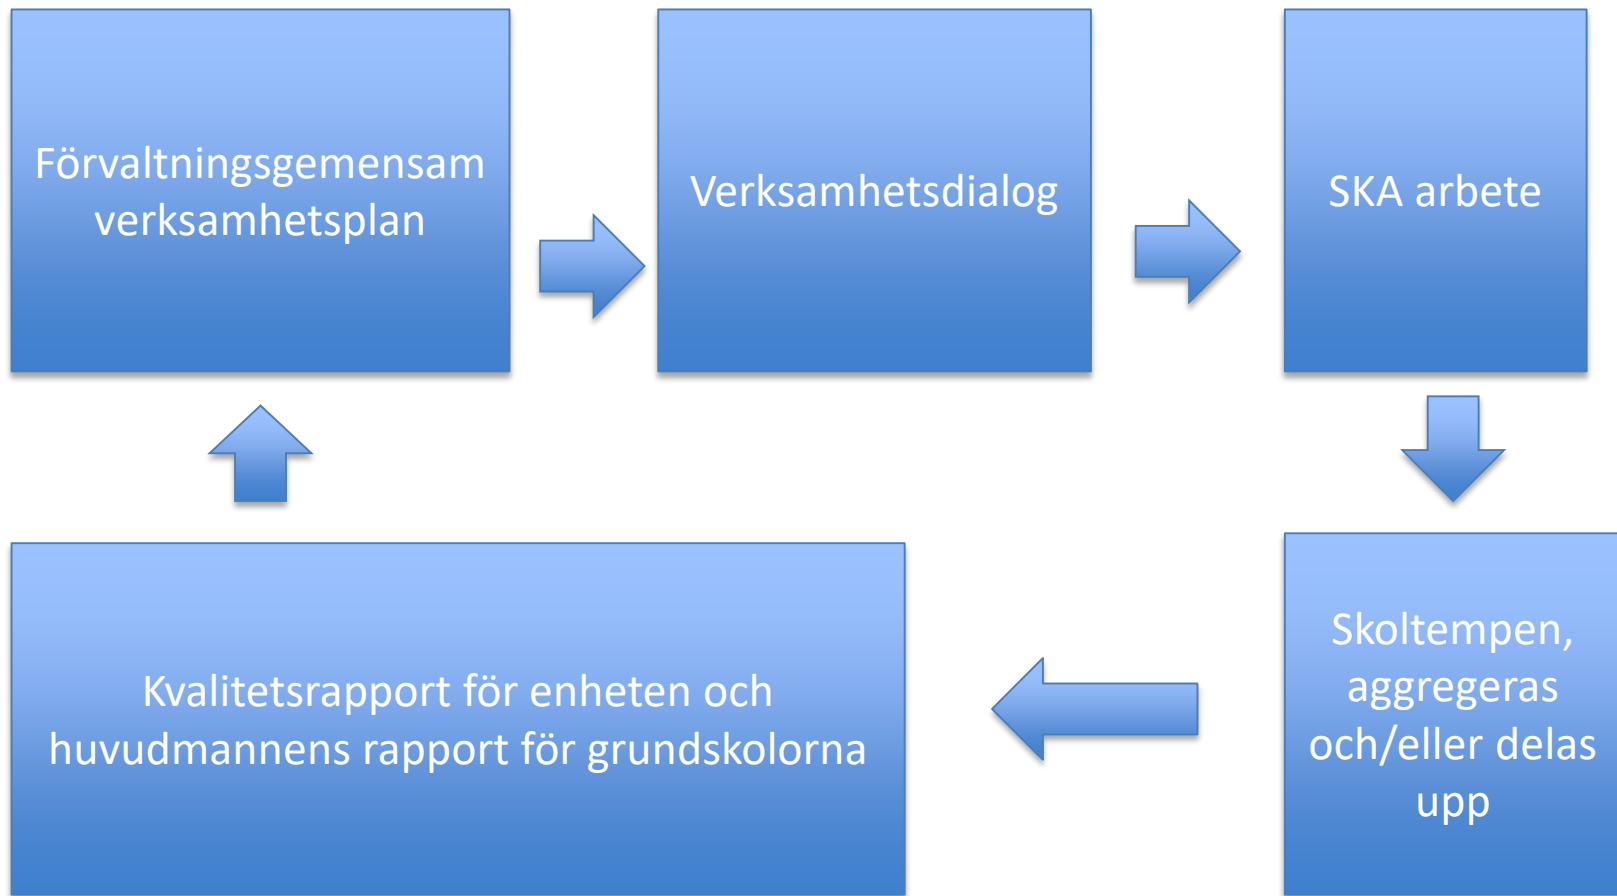 Förvaltningsgemensam
verksamhetsplan
Verksamhetsdialog
SKA arbete
Skoltempen,
aggregeras
och/eller delas
upp
Kvalitetsrapport för enheten och
huvudmannens rapport för grundskolorna